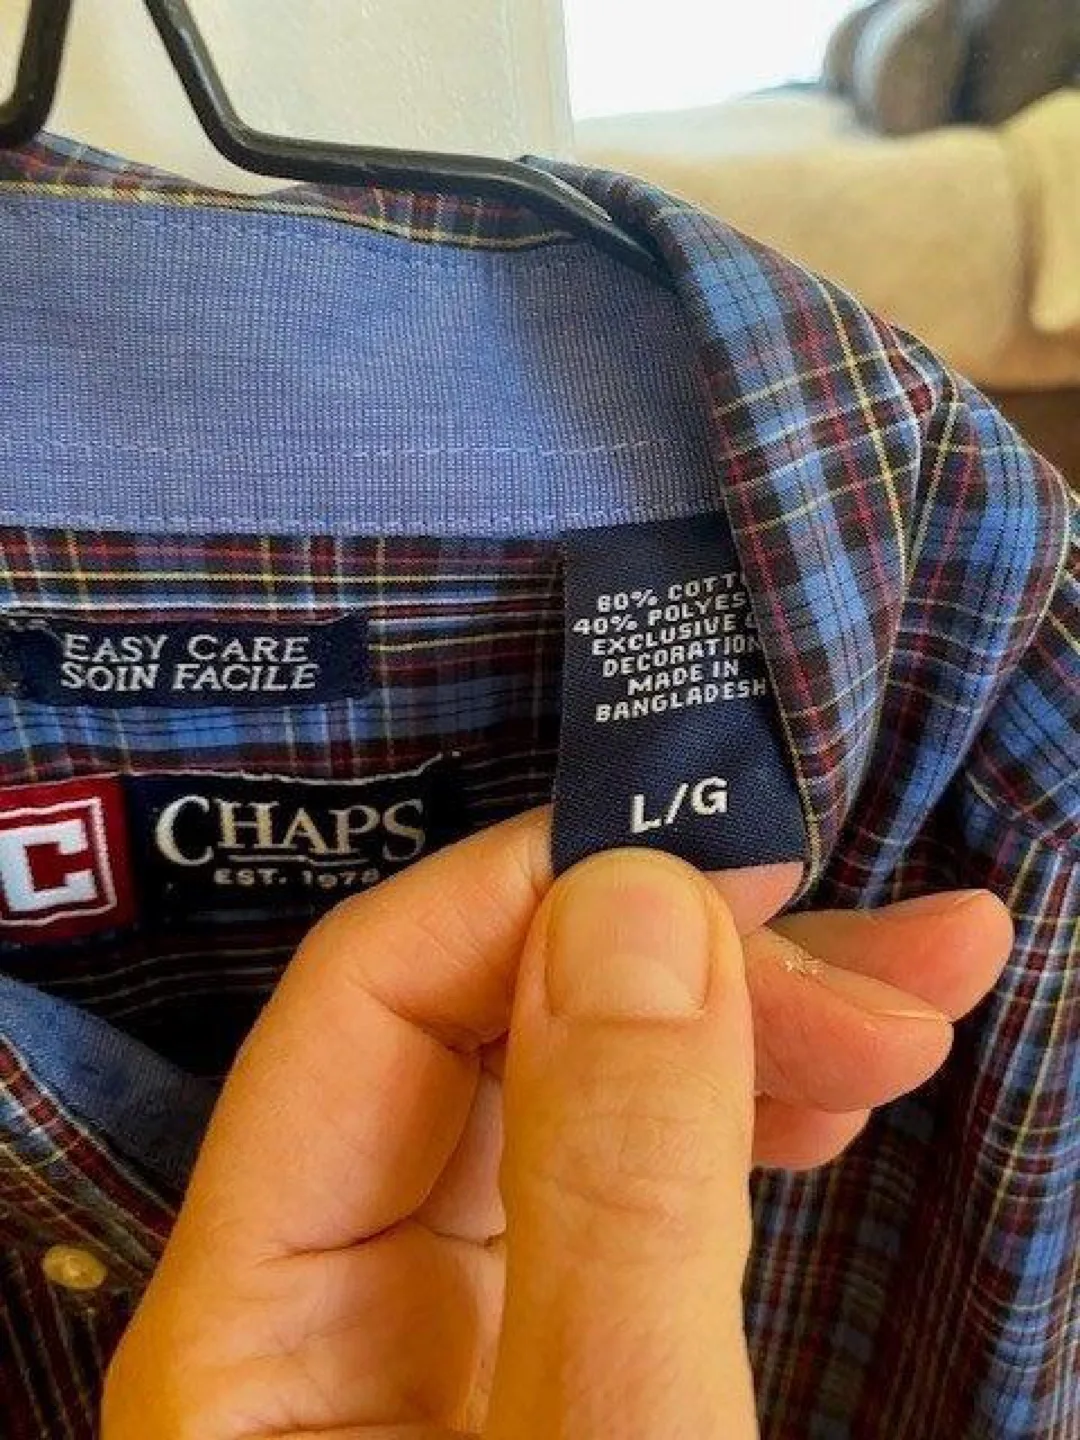 EASY CARE
SOIN FACILE
C
CHAPS
EST. 1978
60% COTT
40% POLYES
EXCLUSIVE
DECORATION
MADE IN
BANGLADESH
L/G